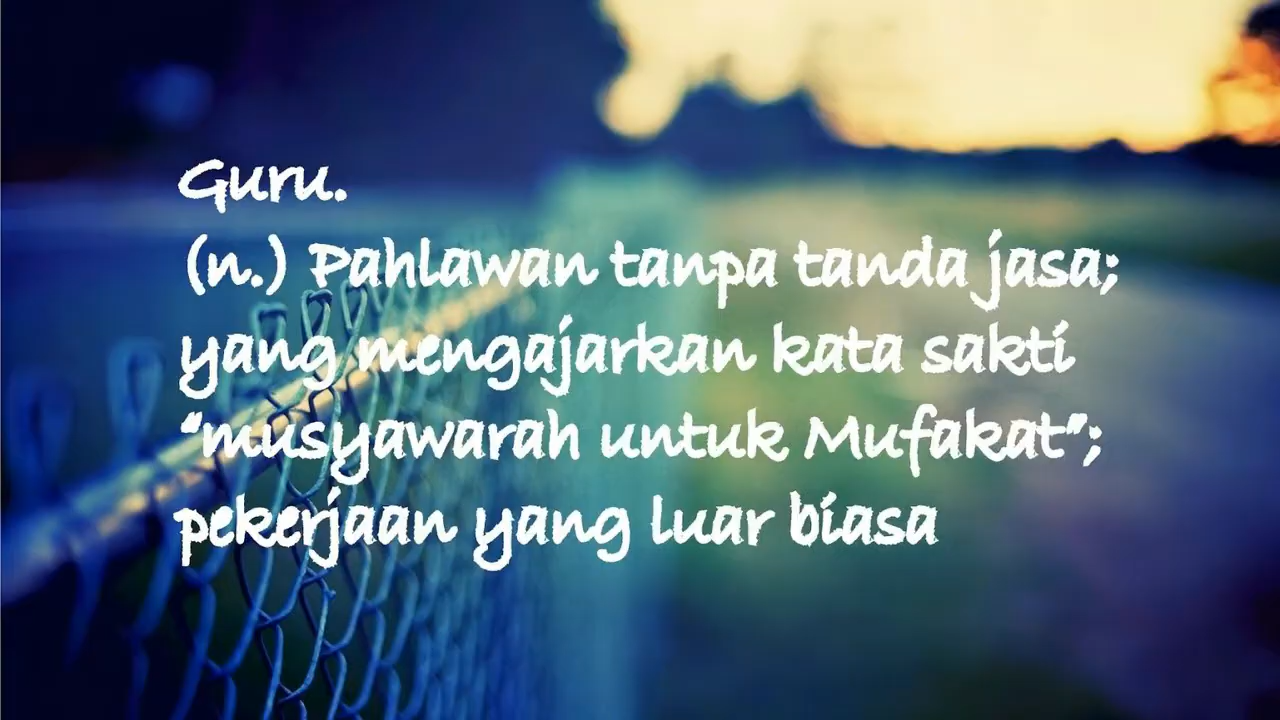 Guru.
(n.) Pahlawan tanpa tanda jasa;
yang mengajarkan kata sakti
"musyawarah untuk Mufakat";
pekerjaan yang luar biasa